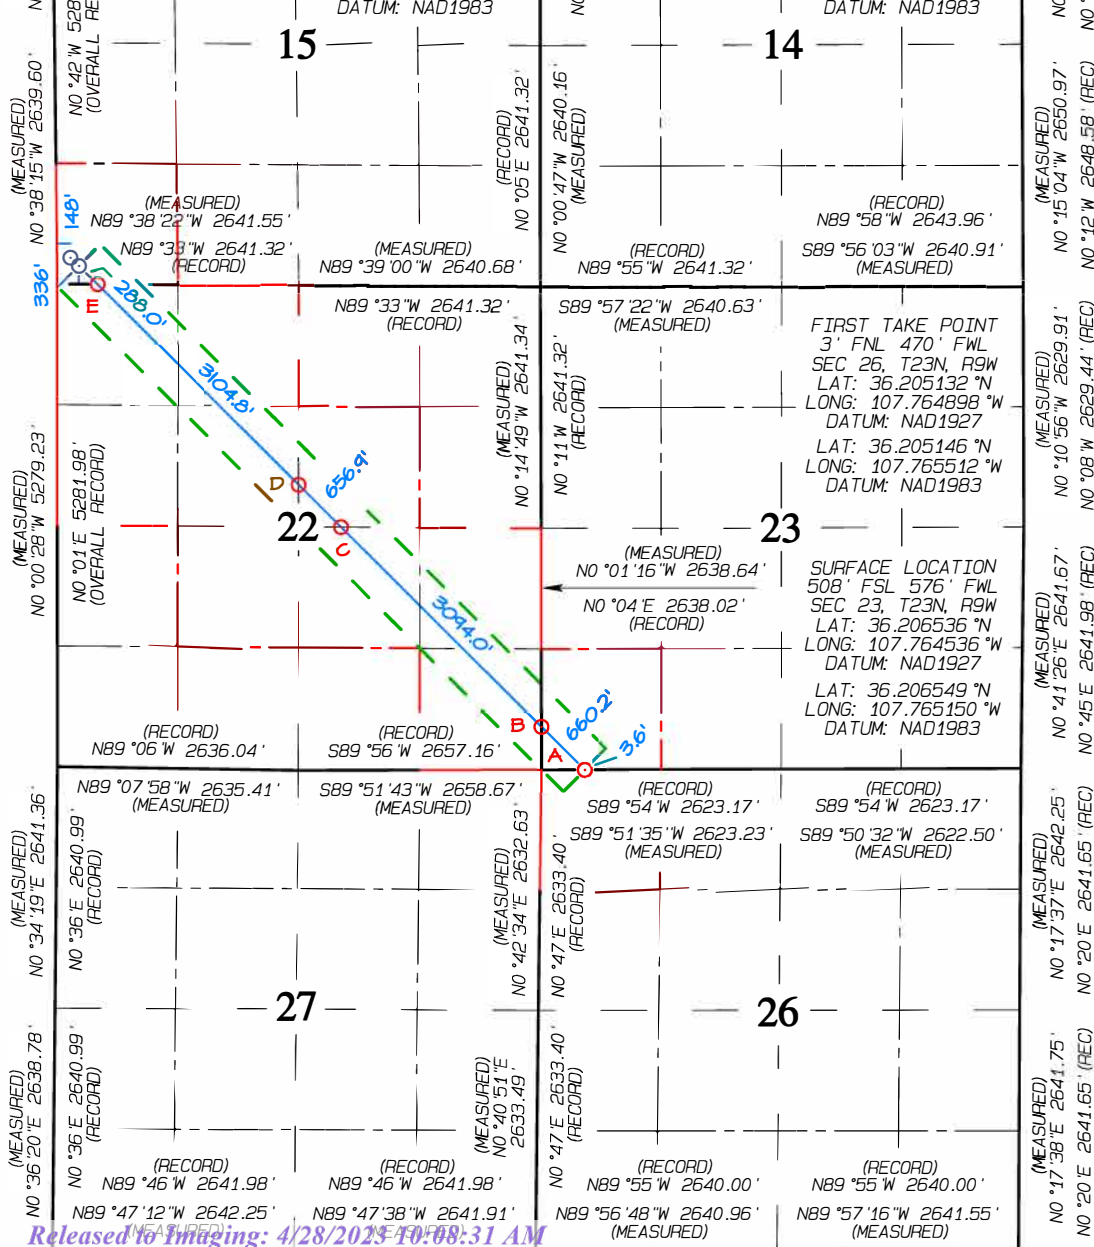 DATUM: NAD1983
DATUM: NAD1983
15
14
(MEASURED)
N0°38'15"W 2639.60'
N0°42'W 528
(OVERALL RE
(RECORD)
N0°05'E 2641.32'
N0°00'47"W 2640.16'
(MEASURED)
(MEASURED)
N0°15'04"W 2650.97'
N0°12'W 2648.58' (REC)
(MEASURED)
N89°38'22"W 2641.55'
N89°33'W 2641.32'
(RECORD)
(MEASURED)
N89°39'00"W 2640.68'
(RECORD)
N89°55'W 2641.32'
(RECORD)
N89°58'W 2643.96'
S89°56'03"W 2640.91'
(MEASURED)
148'
336'
E
288.0'
3104.8'
D
656.9'
C
3094.0'
B
660.2'
A
3.6'
N89°33'W 2641.32'
(RECORD)
S89°57'22"W 2640.63'
(MEASURED)
(MEASURED)
N0°14'49"W 2641.34'
N0°11'W 2641.32'
(RECORD)
FIRST TAKE POINT
3' FNL 470' FWL
SEC 26, T23N, R9W
LAT: 36.205132°N
LONG: 107.764898°W
DATUM: NAD1927
LAT: 36.205146°N
LONG: 107.765512°W
DATUM: NAD1983
(MEASURED)
N0°10'56"W 2629.91'
N0°08'W 2629.44' (REC)
(MEASURED)
N0°00'28"W 5279.23'
N0°01'E 5281.98'
(OVERALL RECORD)
22
23
(MEASURED)
N0°01'16"W 2638.64'
N0°04'E 2638.02'
(RECORD)
SURFACE LOCATION
508' FSL 576' FWL
SEC 23, T23N, R9W
LAT: 36.206536°N
LONG: 107.764536°W
DATUM: NAD1927
LAT: 36.206549°N
LONG: 107.765150°W
DATUM: NAD1983
(MEASURED)
N0°41'26"E 2641.67'
N0°45'E 2641.98' (REC)
(RECORD)
N89°06'W 2636.04'
(RECORD)
S89°56'W 2657.16'
N89°07'58"W 2635.41'
(MEASURED)
S89°51'43"W 2658.67'
(MEASURED)
(RECORD)
S89°54'W 2623.17'
S89°51'35"W 2623.23'
(MEASURED)
(RECORD)
S89°54'W 2623.17'
S89°50'32"W 2622.50'
(MEASURED)
(MEASURED)
N0°34'19"E 2641.36'
N0°36'E 2640.99'
(RECORD)
(MEASURED)
N0°42'34"E 2632.63'
N0°47'E 2633.40'
(RECORD)
(MEASURED)
N0°17'37"E 2642.25'
N0°20'E 2641.65' (REC)
27
26
(MEASURED)
N0°36'20"E 2638.78'
N0°36'E 2640.99'
(RECORD)
(MEASURED)
N0°40'51"E
2633.49'
N0°47'E 2633.40'
(RECORD)
(MEASURED)
N0°17'38"E 2641.75'
N0°20'E 2641.65' (REC)
(RECORD)
N89°46'W 2641.98'
N89°47'12"W 2642.25'
(MEASURED)
(RECORD)
N89°46'W 2641.98'
N89°47'38"W 2641.91'
(MEASURED)
(RECORD)
N89°55'W 2640.00'
N89°56'48"W 2640.96'
(MEASURED)
(RECORD)
N89°55'W 2640.00'
N89°57'16"W 2641.55'
(MEASURED)
Released to Imaging: 4/28/2023 10:08:31 AM